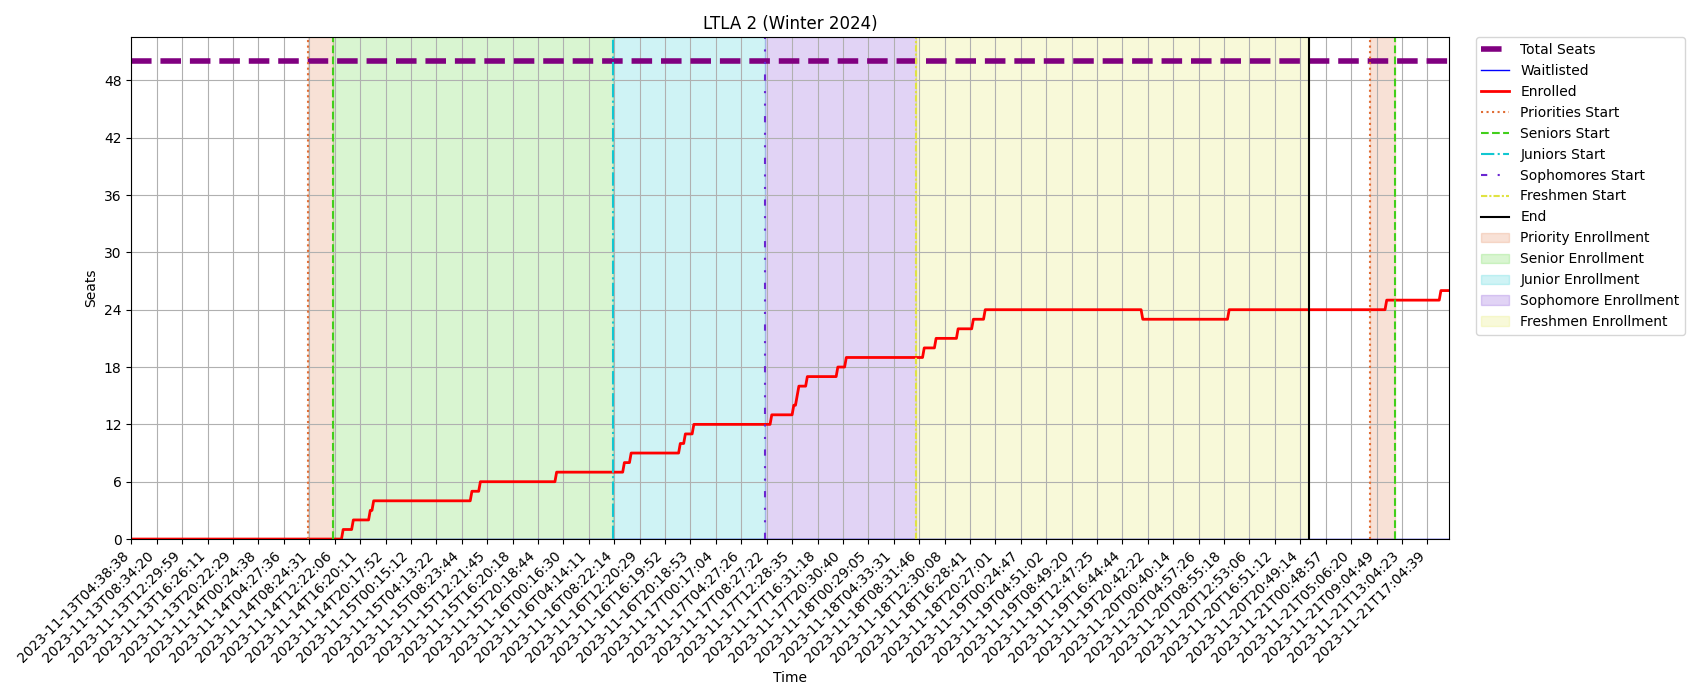 LTLA 2 (Winter 2024)
Seats
48
42
36
30
24
18
12
6
0
2023-11-13T04:38:38
2023-11-13T08:34:20
2023-11-13T12:29:59
2023-11-13T16:26:11
2023-11-13T20:22:29
2023-11-14T00:24:38
2023-11-14T04:27:36
2023-11-14T08:24:31
2023-11-14T12:22:06
2023-11-14T16:20:11
2023-11-14T20:17:52
2023-11-15T00:15:12
2023-11-15T04:13:22
2023-11-15T08:23:44
2023-11-15T12:21:45
2023-11-15T16:20:18
2023-11-15T20:18:44
2023-11-16T00:16:30
2023-11-16T04:14:11
2023-11-16T08:22:14
2023-11-16T12:20:29
2023-11-16T16:19:52
2023-11-16T20:18:53
2023-11-17T00:17:04
2023-11-17T04:27:26
2023-11-17T08:27:22
2023-11-17T12:28:35
2023-11-17T16:31:18
2023-11-17T20:30:40
2023-11-18T00:29:05
2023-11-18T04:33:31
2023-11-18T08:31:46
2023-11-18T12:30:08
2023-11-18T16:28:41
2023-11-18T20:27:01
2023-11-19T00:24:47
2023-11-19T04:51:02
2023-11-19T08:49:20
2023-11-19T12:47:25
2023-11-19T16:44:44
2023-11-19T20:42:22
2023-11-20T00:40:14
2023-11-20T04:57:26
2023-11-20T08:55:18
2023-11-20T12:53:06
2023-11-20T16:51:12
2023-11-20T20:49:14
2023-11-21T00:48:57
2023-11-21T05:06:20
2023-11-21T09:04:49
2023-11-21T13:04:23
2023-11-21T17:04:39
Time
Total Seats
Waitlisted
Enrolled
Priorities Start
Seniors Start
Juniors Start
Sophomores Start
Freshmen Start
End
Priority Enrollment
Senior Enrollment
Junior Enrollment
Sophomore Enrollment
Freshmen Enrollment